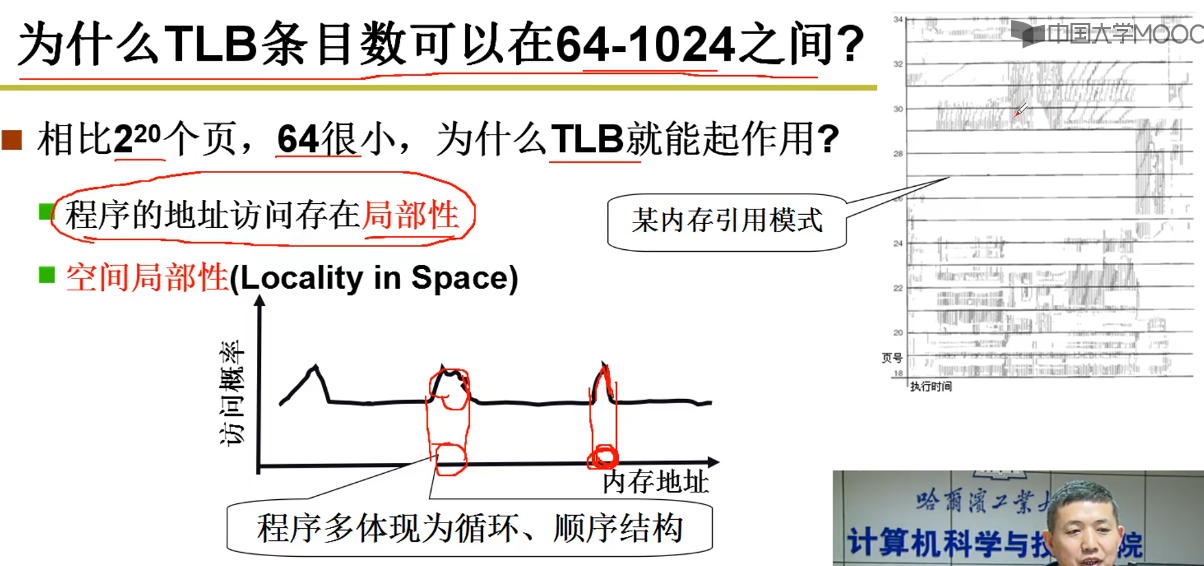 为什么TLB条目数可以在64-1024之间?
中国大学MOOC
相比2²⁰个页，64很小，为什么TLB就能起作用?
程序的地址访问存在局部性
某内存引用模式
空间局部性(Locality in Space)
访问概率
内存地址
程序多体现为循环、顺序结构
34
32
30
28
24
22
20
页号
18
执行时间
哈尔滨工业大
计算机科学与技
院